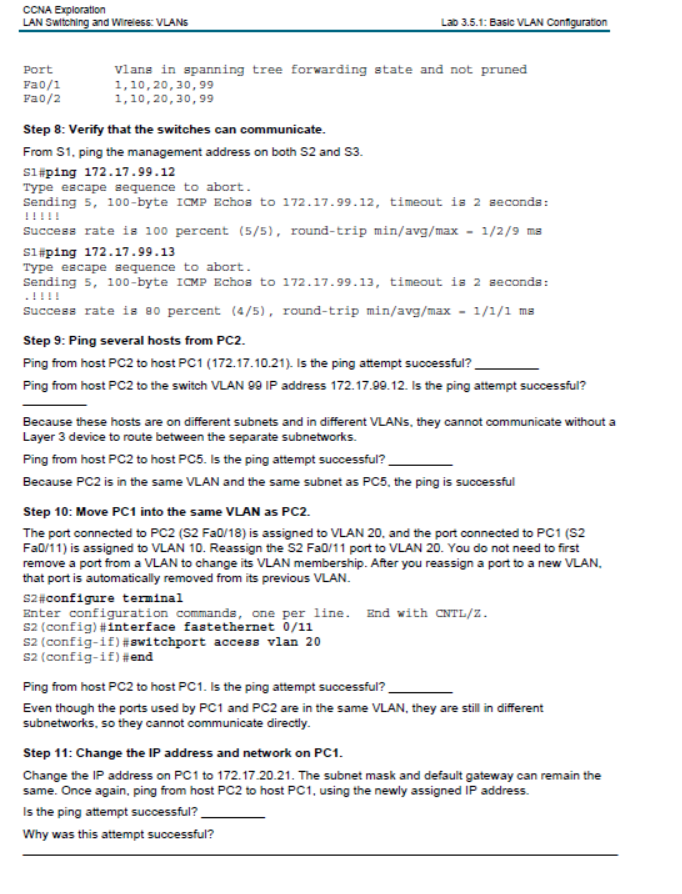 CCNA Exploration
LAN Switching and Wireless: VLANs Lab 3.5.1: Basic VLAN Configuration
Port Vlans in spanning tree forwarding state and not pruned
Fa0/1 1,10,20,30,99
Fa0/2 1,10,20,30,99
Step 8: Verify that the switches can communicate.
From S1, ping the management address on both S2 and S3.
S1#ping 172.17.99.12
Type escape sequence to abort.
Sending 5, 100-byte ICMP Echos to 172.17.99.12, timeout is 2 seconds:
!!!!!
Success rate is 100 percent (5/5), round-trip min/avg/max = 1/2/9 ms
S1#ping 172.17.99.13
Type escape sequence to abort.
Sending 5, 100-byte ICMP Echos to 172.17.99.13, timeout is 2 seconds:
.!!!!
Success rate is 80 percent (4/5), round-trip min/avg/max = 1/1/1 ms
Step 9: Ping several hosts from PC2.
Ping from host PC2 to host PC1 (172.17.10.21). Is the ping attempt successful? _________
Ping from host PC2 to the switch VLAN 99 IP address 172.17.99.12. Is the ping attempt successful?
_________
Because these hosts are on different subnets and in different VLANs, they cannot communicate without a
Layer 3 device to route between the separate subnetworks.
Ping from host PC2 to host PC5. Is the ping attempt successful? _________
Because PC2 is in the same VLAN and the same subnet as PC5, the ping is successful
Step 10: Move PC1 into the same VLAN as PC2.
The port connected to PC2 (S2 Fa0/18) is assigned to VLAN 20, and the port connected to PC1 (S2
Fa0/11) is assigned to VLAN 10. Reassign the S2 Fa0/11 port to VLAN 20. You do not need to first
remove a port from a VLAN to change its VLAN membership. After you reassign a port to a new VLAN,
that port is automatically removed from its previous VLAN.
S2#configure terminal
Enter configuration commands, one per line. End with CNTL/Z.
S2(config)#interface fastethernet 0/11
S2(config-if)#switchport access vlan 20
S2(config-if)#end
Ping from host PC2 to host PC1. Is the ping attempt successful? _________
Even though the ports used by PC1 and PC2 are in the same VLAN, they are still in different
subnetworks, so they cannot communicate directly.
Step 11: Change the IP address and network on PC1.
Change the IP address on PC1 to 172.17.20.21. The subnet mask and default gateway can remain the
same. Once again, ping from host PC2 to host PC1, using the newly assigned IP address.
Is the ping attempt successful? _________
Why was this attempt successful?